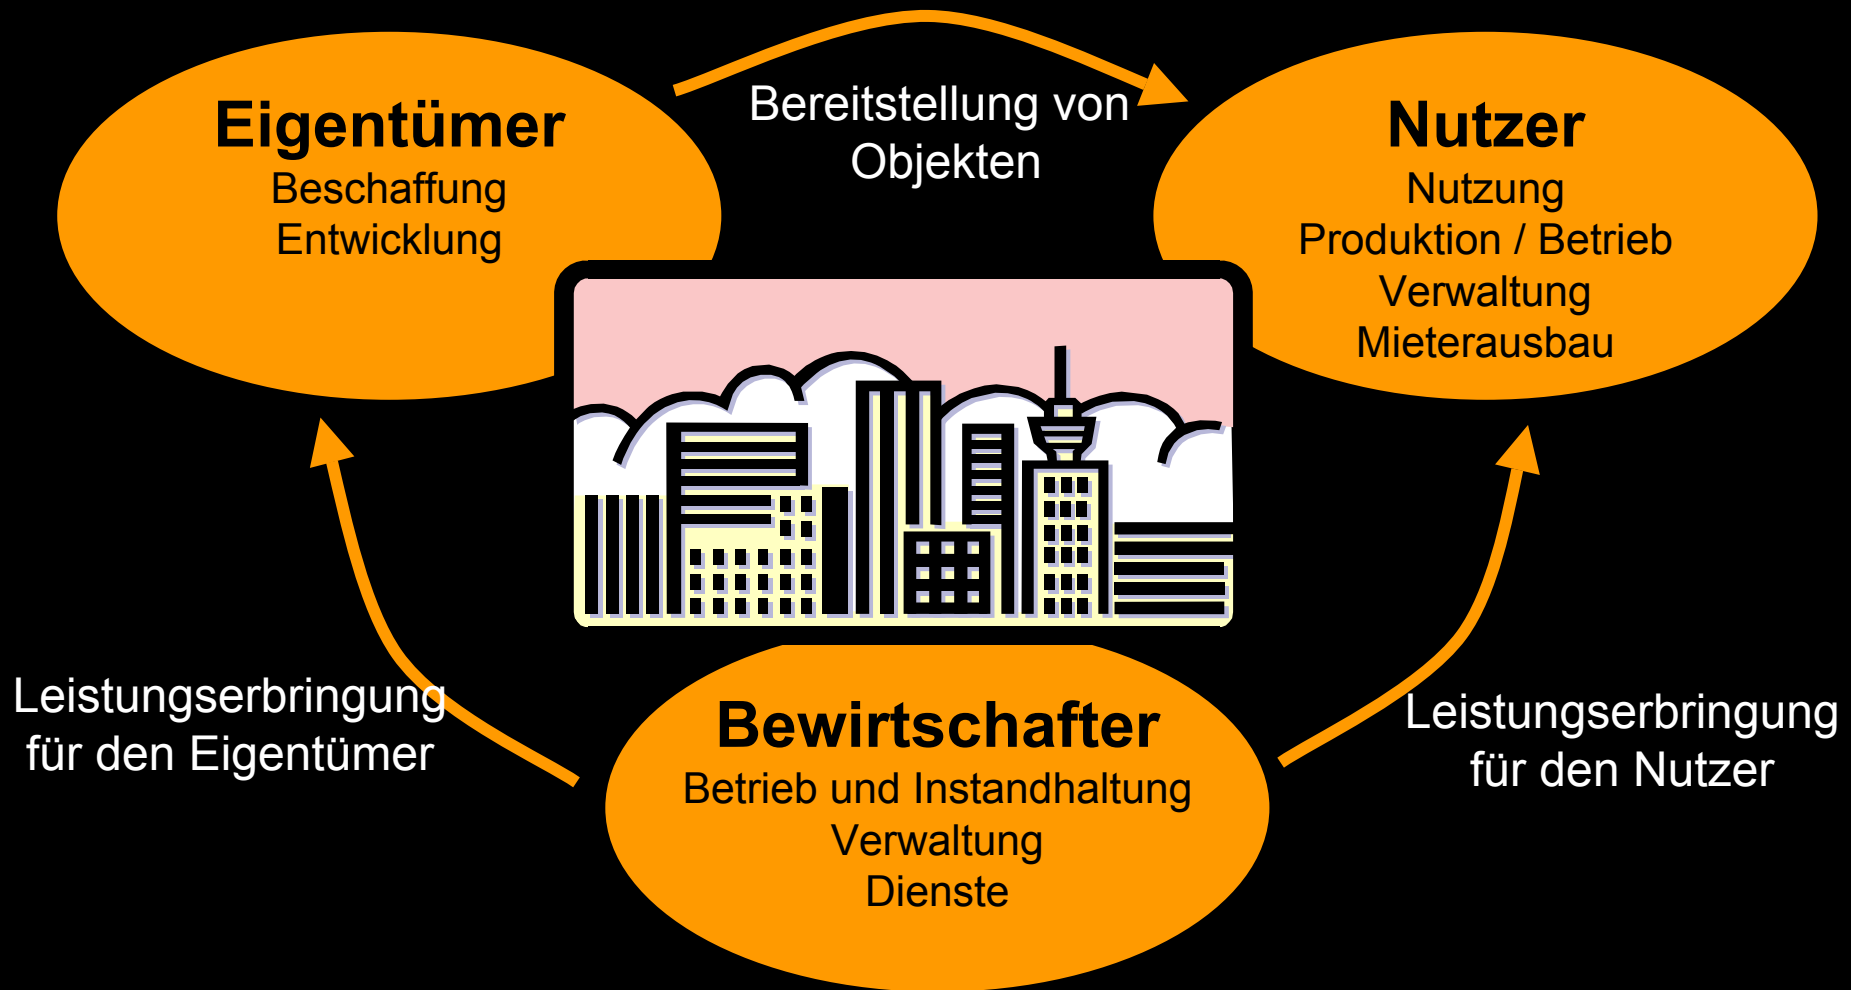 Eigentümer
Beschaffung
Entwicklung
Bereitstellung von
Objekten
Nutzer
Nutzung
Produktion / Betrieb
Verwaltung
Mieterausbau
Leistungserbringung
für den Eigentümer
Bewirtschafter
Betrieb und Instandhaltung
Verwaltung
Dienste
Leistungserbringung
für den Nutzer